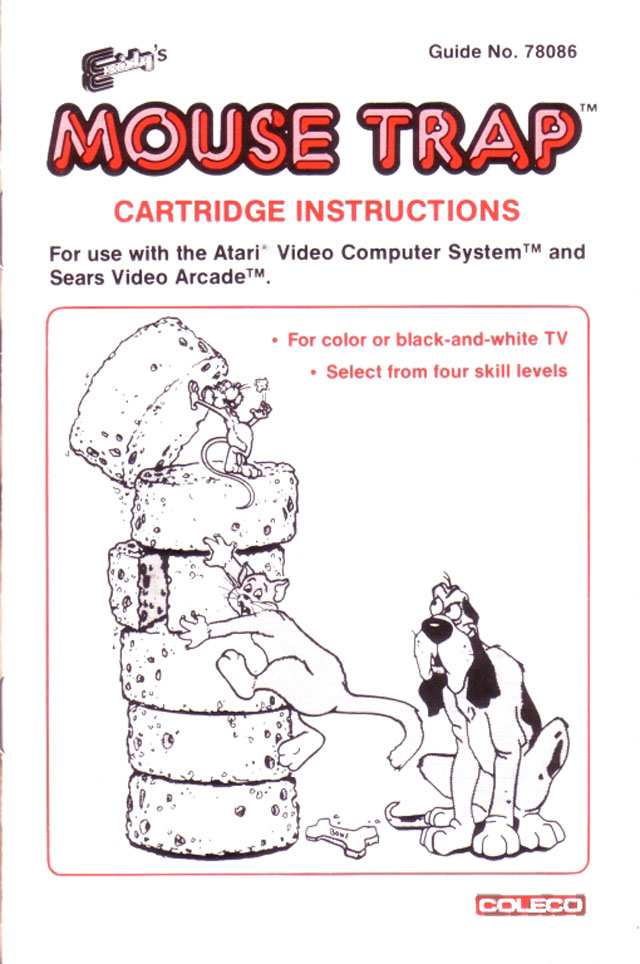 Exidy's
Guide No. 78086
MOUSE TRAP™
CARTRIDGE INSTRUCTIONS
For use with the Atari® Video Computer System™ and
Sears Video Arcade™.
• For color or black-and-white TV
• Select from four skill levels
BONE
COLECO